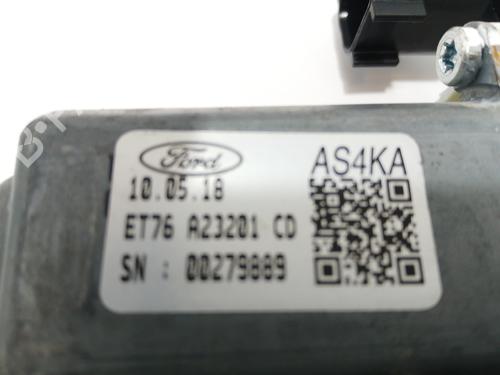 Ford
AS4KA
10.05.18
ET76 A23201 CD
SN : 00279889